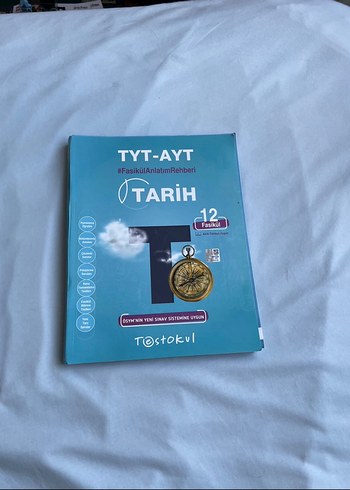 TYT-AYT
#FasikülAnlatımRehberi
TARİH
12
Fasikül
T
ÖSYM'NİN YENİ SINAV SİSTEMİNE UYGUN
Testokul